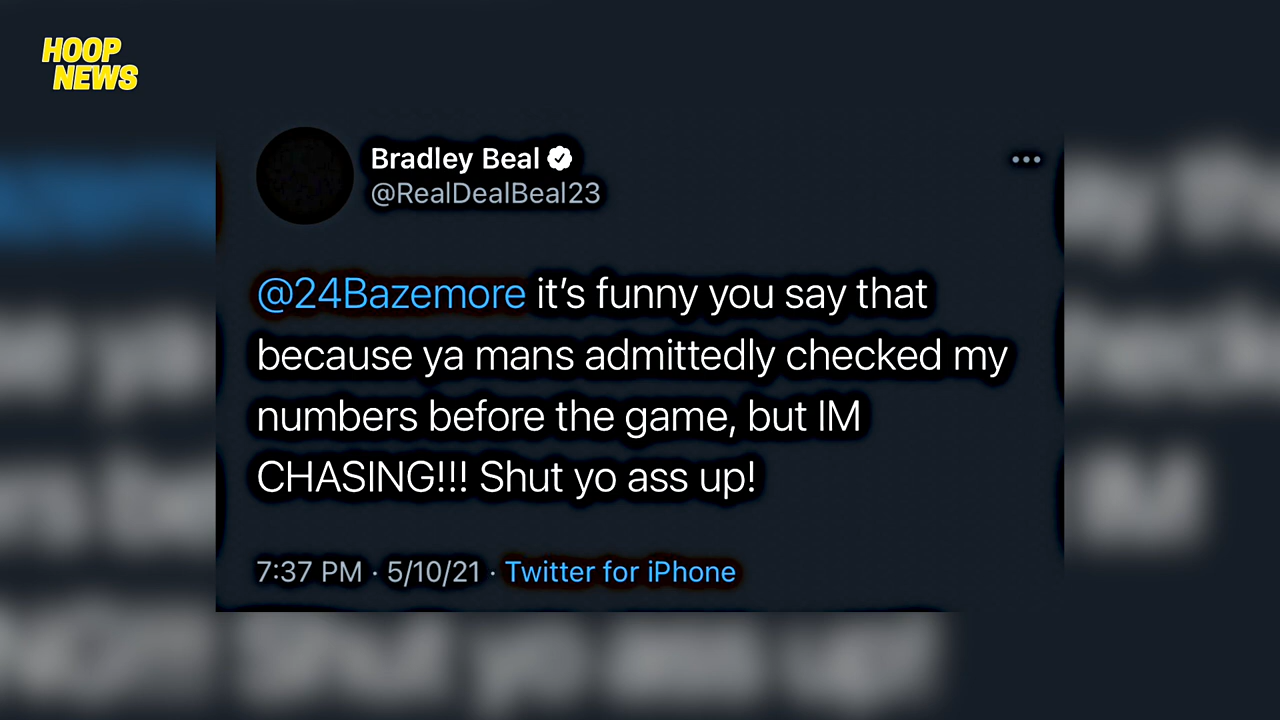 HOOP
NEWS
Bradley Beal
@RealDealBeal23
@24Bazemore it’s funny you say that
because ya mans admittedly checked my
numbers before the game, but IM
CHASING!!! Shut yo ass up!
7:37 PM · 5/10/21 · Twitter for iPhone